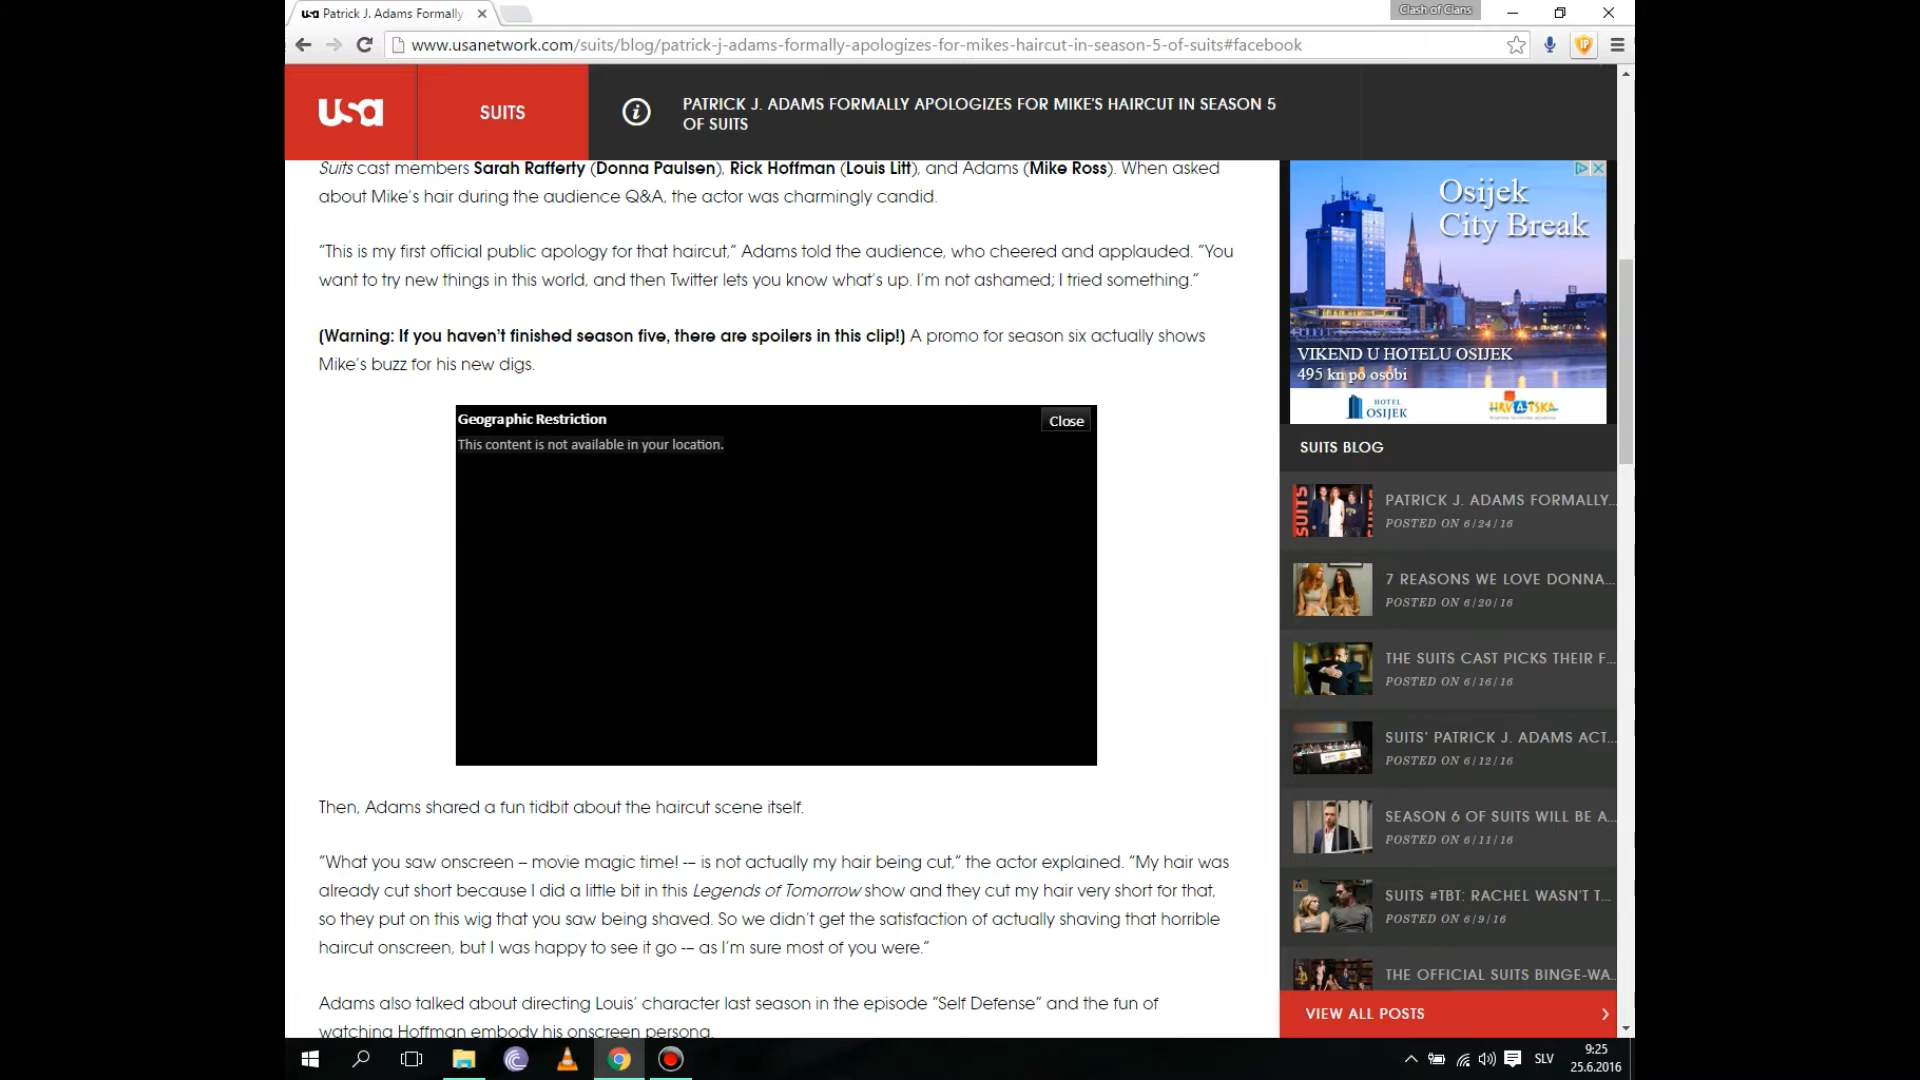 usa Patrick J. Adams Formally
Clash of Clans
www.usanetwork.com/suits/blog/patrick-j-adams-formally-apologizes-for-mikes-haircut-in-season-5-of-suits#facebook
usa
SUITS
PATRICK J. ADAMS FORMALLY APOLOGIZES FOR MIKE'S HAIRCUT IN SEASON 5
OF SUITS
Suits cast members Sarah Rafferty (Donna Paulsen), Rick Hoffman (Louis Litt), and Adams (Mike Ross). When asked
about Mike's hair during the audience Q&A, the actor was charmingly candid.
"This is my first official public apology for that haircut," Adams told the audience, who cheered and applauded. "You
want to try new things in this world, and then Twitter lets you know what's up. I'm not ashamed; I tried something."
(Warning: If you haven't finished season five, there are spoilers in this clip!) A promo for season six actually shows
Mike's buzz for his new digs.
Geographic Restriction
Close
This content is not available in your location.
Then, Adams shared a fun tidbit about the haircut scene itself.
"What you saw onscreen – movie magic time! -– is not actually my hair being cut," the actor explained. "My hair was
already cut short because I did a little bit in this Legends of Tomorrow show and they cut my hair very short for that,
so they put on this wig that you saw being shaved. So we didn't get the satisfaction of actually shaving that horrible
haircut onscreen, but I was happy to see it go -– as I'm sure most of you were."
Adams also talked about directing Louis' character last season in the episode "Self Defense" and the fun of
watching Hoffman embody his onscreen persona.
Osijek
City Break
VIKEND U HOTELU OSIJEK
495 kn po osobi
HOTEL
OSIJEK
HRVATSKA
SUITS BLOG
SUITS
PATRICK J. ADAMS FORMALLY...
POSTED ON 6/24/16
7 REASONS WE LOVE DONNA...
POSTED ON 6/20/16
THE SUITS CAST PICKS THEIR F...
POSTED ON 6/16/16
SUITS' PATRICK J. ADAMS ACT...
POSTED ON 6/12/16
SEASON 6 OF SUITS WILL BE A...
POSTED ON 6/11/16
SUITS #TBT: RACHEL WASN'T T...
POSTED ON 6/9/16
THE OFFICIAL SUITS BINGE-WA...
VIEW ALL POSTS
SLV
9:25
25.6.2016